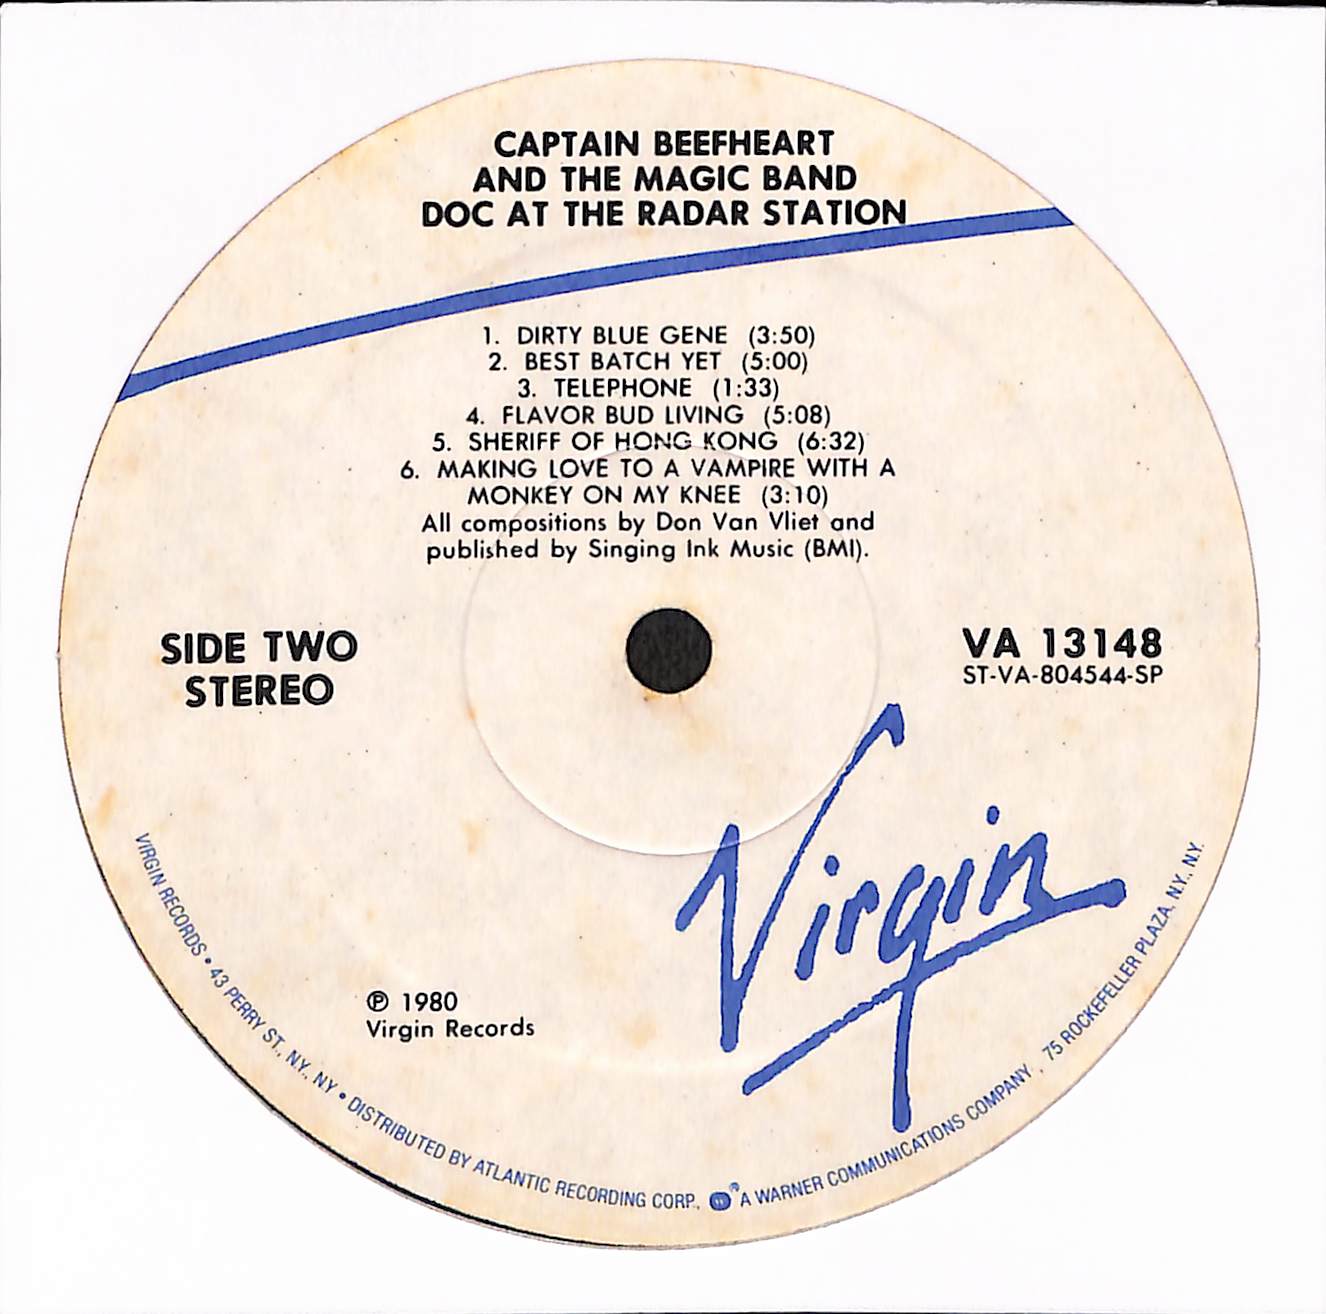 CAPTAIN BEEFHEART
AND THE MAGIC BAND
DOC AT THE RADAR STATION
1. DIRTY BLUE GENE (3:50)
2. BEST BATCH YET (5:00)
3. TELEPHONE (1:33)
4. FLAVOR BUD LIVING (5:08)
5. SHERIFF OF HONG KONG (6:32)
6. MAKING LOVE TO A VAMPIRE WITH A
MONKEY ON MY KNEE (3:10)
All compositions by Don Van Vliet and
published by Singing Ink Music (BMI).
SIDE TWO
STEREO
VA 13148
ST-VA-804544-SP
Virgin
℗ 1980
Virgin Records
VIRGIN RECORDS • 43 PERRY ST., N.Y., NY • DISTRIBUTED BY ATLANTIC RECORDING CORP., A WARNER COMMUNICATIONS COMPANY , 75 ROCKEFELLER PLAZA, N.Y., N.Y.